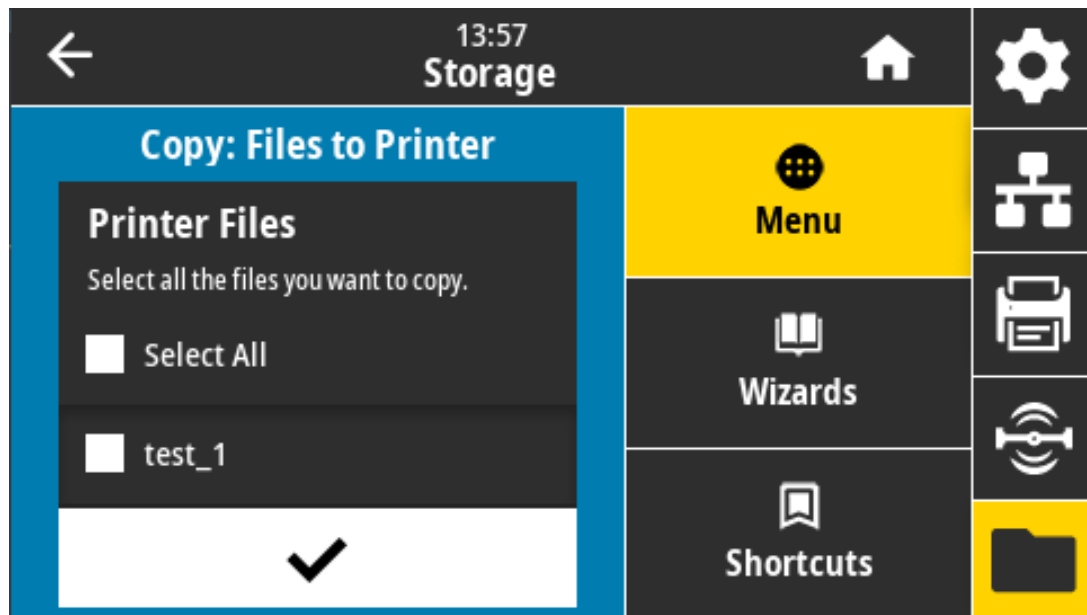 13:57
Storage
Copy: Files to Printer
Printer Files
Select all the files you want to copy.
Select All
test_1
Menu
Wizards
Shortcuts